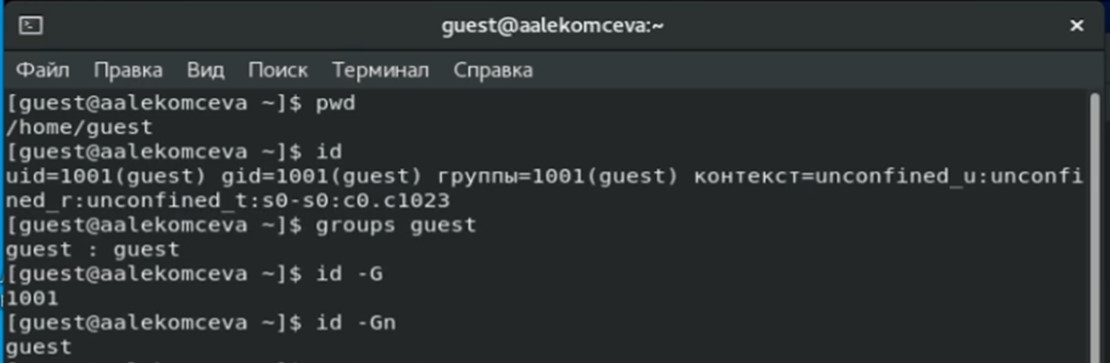 guest@aalekomceva:~
Файл Правка Вид Поиск Терминал Справка
[guest@aalekomceva ~]$ pwd
/home/guest
[guest@aalekomceva ~]$ id
uid=1001(guest) gid=1001(guest) группы=1001(guest) контекст=unconfined_u:unconfi
ned_r:unconfined_t:s0-s0:c0.c1023
[guest@aalekomceva ~]$ groups guest
guest : guest
[guest@aalekomceva ~]$ id -G
1001
[guest@aalekomceva ~]$ id -Gn
guest